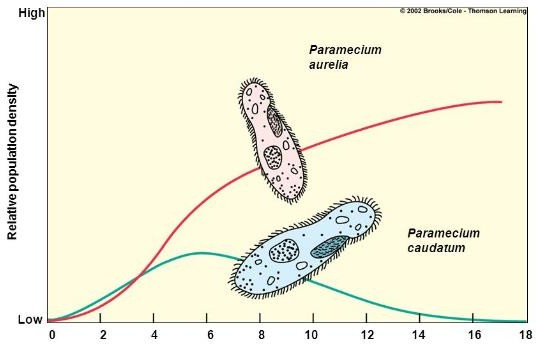 High
© 2002 Brooks/Cole - Thomson Learning
Paramecium
aurelia
Relative population density
Paramecium
caudatum
Low
0 2 4 6 8 10 12 14 16 18